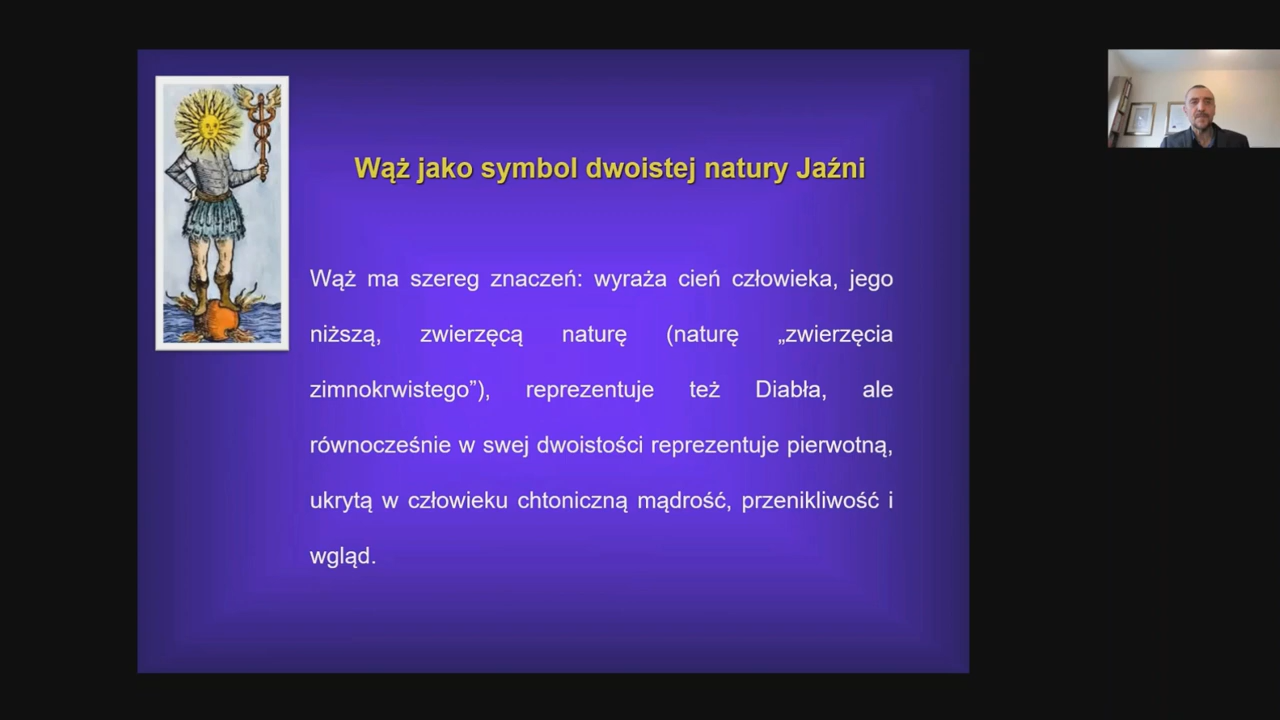 Wąż jako symbol dwoistej natury Jaźni
Wąż ma szereg znaczeń: wyraża cień człowieka, jego
niższą, zwierzęcą naturę (naturę „zwierzęcia
zimnokrwistego”), reprezentuje też Diabła, ale
równocześnie w swej dwoistości reprezentuje pierwotną,
ukrytą w człowieku chtoniczną mądrość, przenikliwość i
wgląd.